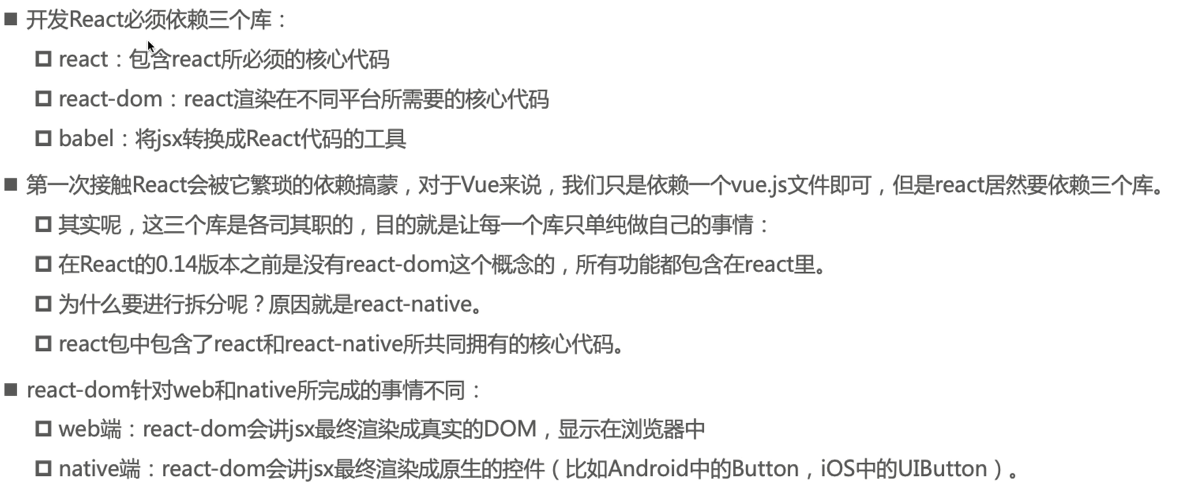 开发React必须依赖三个库：
react：包含react所必须的核心代码
react-dom：react渲染在不同平台所需要的核心代码
babel：将jsx转换成React代码的工具
第一次接触React会被它繁琐的依赖搞蒙，对于Vue来说，我们只是依赖一个vue.js文件即可，但是react居然要依赖三个库。
其实呢，这三个库是各司其职的，目的就是让每一个库只单纯做自己的事情：
在React的0.14版本之前是没有react-dom这个概念的，所有功能都包含在react里。
为什么要进行拆分呢？原因就是react-native。
react包中包含了react和react-native所共同拥有的核心代码。
react-dom针对web和native所完成的事情不同：
web端：react-dom会讲jsx最终渲染成真实的DOM，显示在浏览器中
native端：react-dom会讲jsx最终渲染成原生的控件（比如Android中的Button，iOS中的UIButton）。